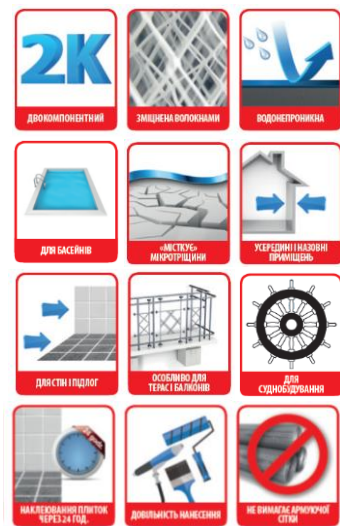 2K
ДВОКОМПОНЕНТНИЙ
ЗМІЦНЕНА ВОЛОКНАМИ
ВОДОНЕПРОНИКНА
ДЛЯ БАСЕЙНІВ
«МІСТКУЄ»
МІКРОТРІЩИНИ
УСЕРЕДИНІ І НАЗОВНІ
ПРИМІЩЕНЬ
ДЛЯ СТІН І ПІДЛОГ
ОСОБЛИВО ДЛЯ
ТЕРАС І БАЛКОНІВ
ДЛЯ
СУДНОБУДУВАННЯ
НАКЛЕЮВАННЯ ПЛИТОК
ЧЕРЕЗ 24 ГОД.
ДОВІЛЬНІСТЬ НАНЕСЕННЯ
НЕ ВИМАГАЄ АРМУЮЧОЇ
СІТКИ